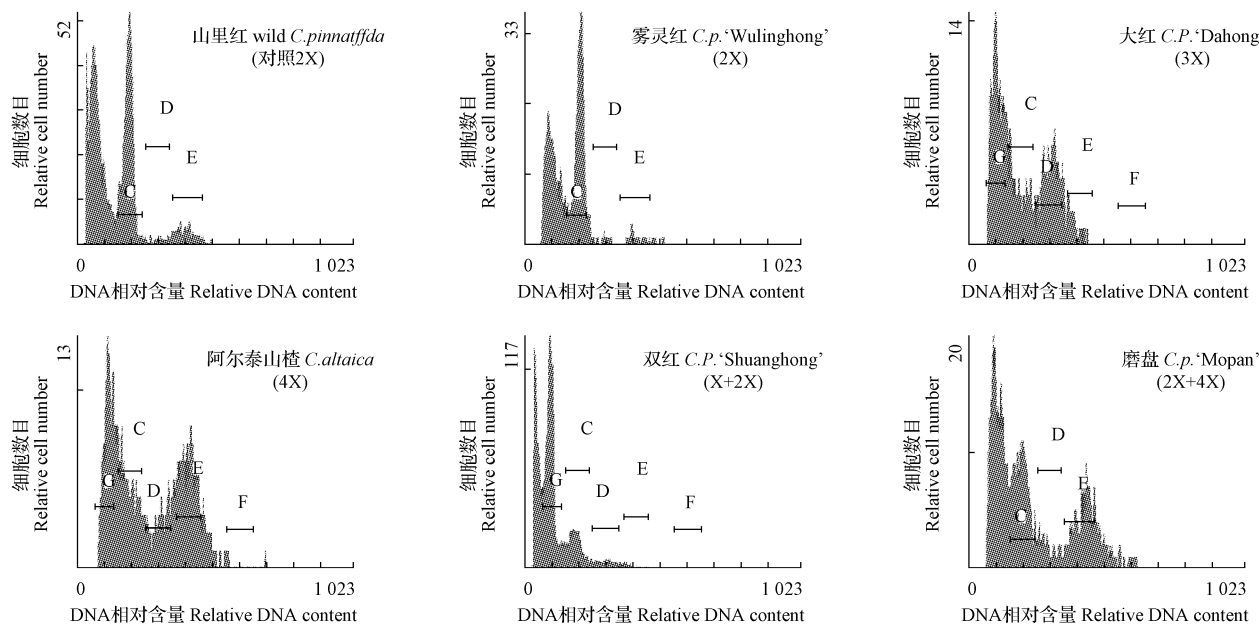 52
山里红 wild C.pinnatffda
(对照2X)
D
E
C
细胞数目
Relative cell number
0 1 023
DNA相对含量 Relative DNA content
33
雾灵红 C.p.‘Wulinghong’
(2X)
D
E
C
细胞数目
Relative cell number
0 1 023
DNA相对含量 Relative DNA content
14
大红 C.P.‘Dahong
(3X)
C
G
D
E
F
细胞数目
Relative cell number
0 1 023
DNA相对含量 Relative DNA content
13
阿尔泰山楂 C.altaica
(4X)
C
G
D
E
F
细胞数目
Relative cell number
0 1 023
DNA相对含量 Relative DNA content
117
双红 C.P.‘Shuanghong’
(X+2X)
C
G
D
E
F
细胞数目
Relative cell number
0 1 023
DNA相对含量 Relative DNA content
20
磨盘 C.p.‘Mopan’
(2X+4X)
D
E
C
细胞数目
Relative cell number
0 1 023
DNA相对含量 Relative DNA content